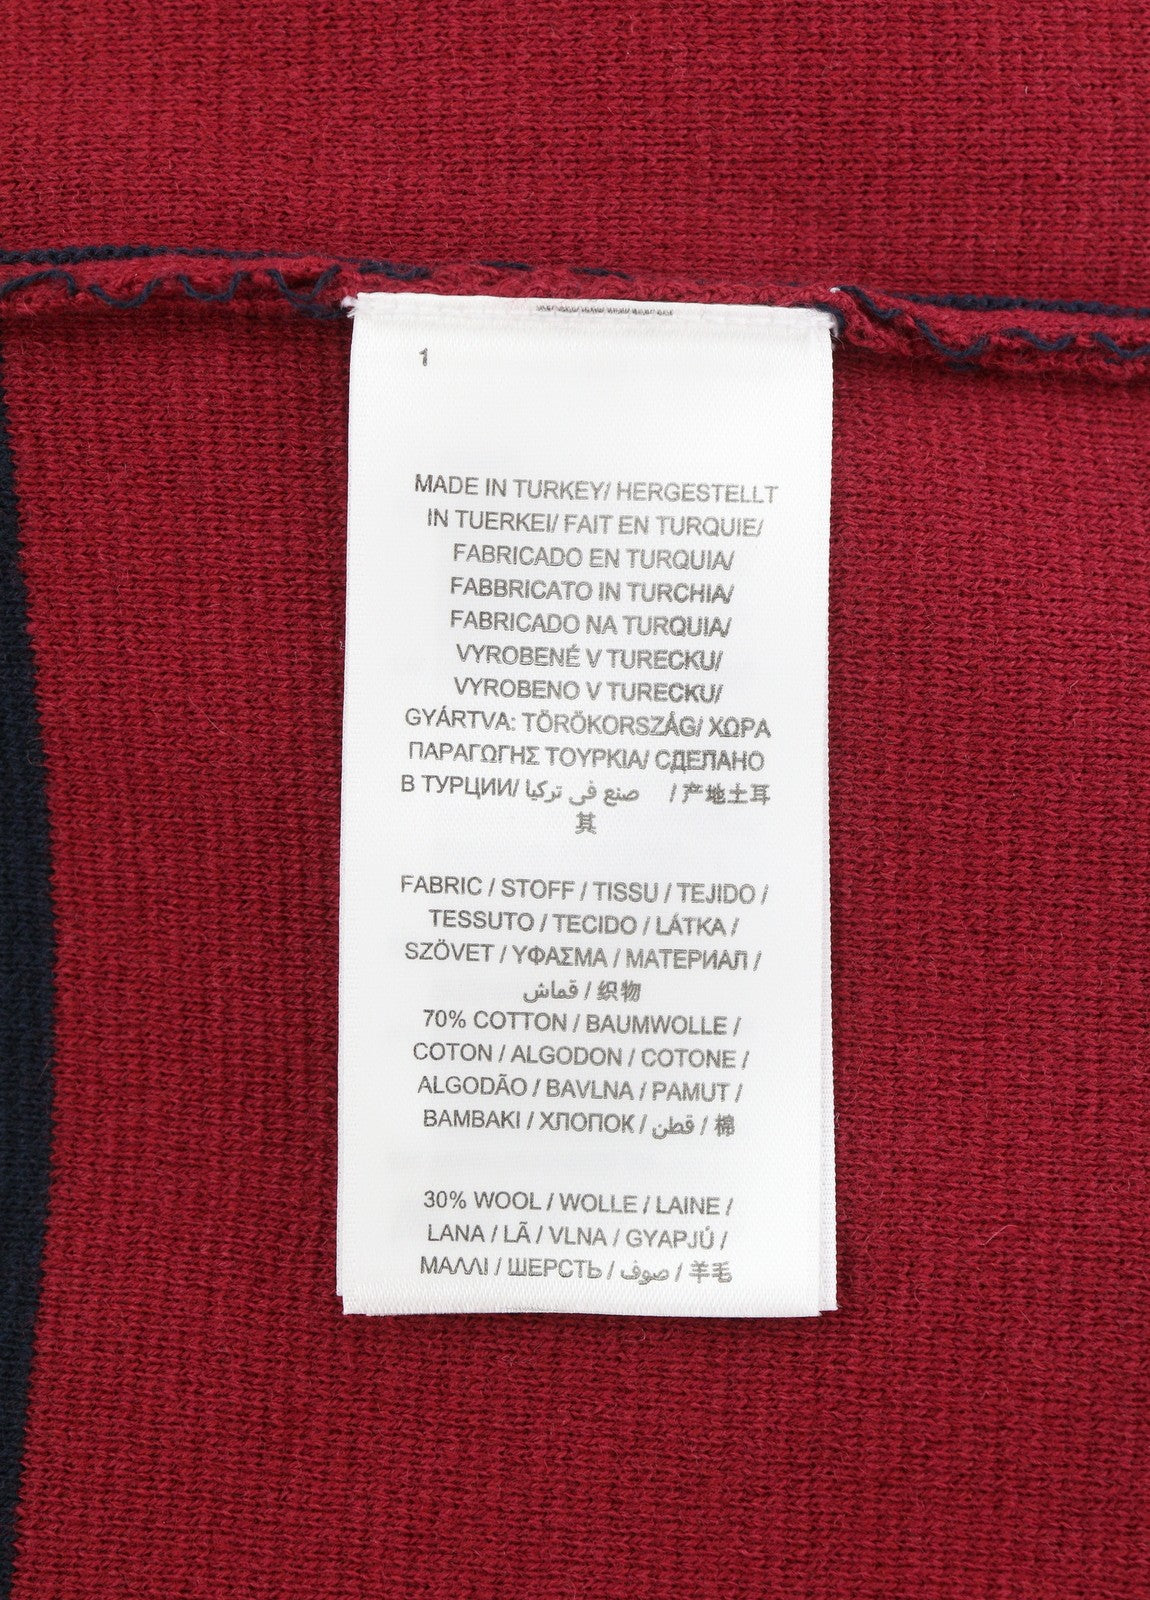 1
MADE IN TURKEY/ HERGESTELLT
IN TUERKEI/ FAIT EN TURQUIE/
FABRICADO EN TURQUIA/
FABBRICATO IN TURCHIA/
FABRICADO NA TURQUIA/
VYROBENÉ V TURECKU/
VYROBENO V TURECKU/
GYÁRTVA: TÖRÖKORSZÁG/ ΧΩΡΑ
ΠΑΡΑΓΩΓΗΣ ΤΟΥΡΚΙΑ/ СДЕЛАНО
В ТУРЦИИ/ صنع في تركيا / 产地土耳
其
FABRIC / STOFF / TISSU / TEJIDO /
TESSUTO / TECIDO / LÁTKA /
SZÖVET / ΥΦΑΣΜΑ / МАТЕРИАЛ /
قماش / 织物
70% COTTON / BAUMWOLLE /
COTON / ALGODON / COTONE /
ALGODÃO / BAVLNA / PAMUT /
BAMBAKI / ХЛОПОК / قطن / 棉
30% WOOL / WOLLE / LAINE /
LANA / LÃ / VLNA / GYAPJÚ /
ΜΑΛΛΙ / ШЕРСТЬ / صوف / 羊毛